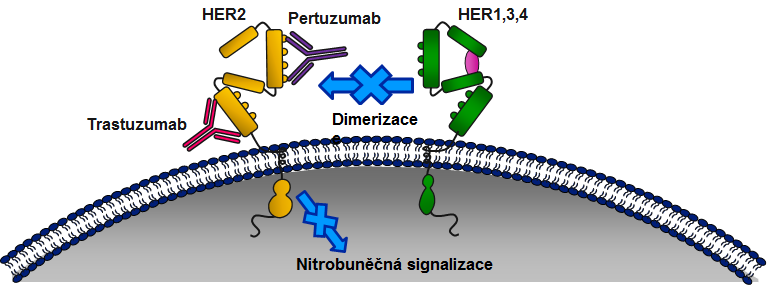 HER2
Pertuzumab
HER1,3,4
Trastuzumab
Dimerizace
Nitrobuněčná signalizace